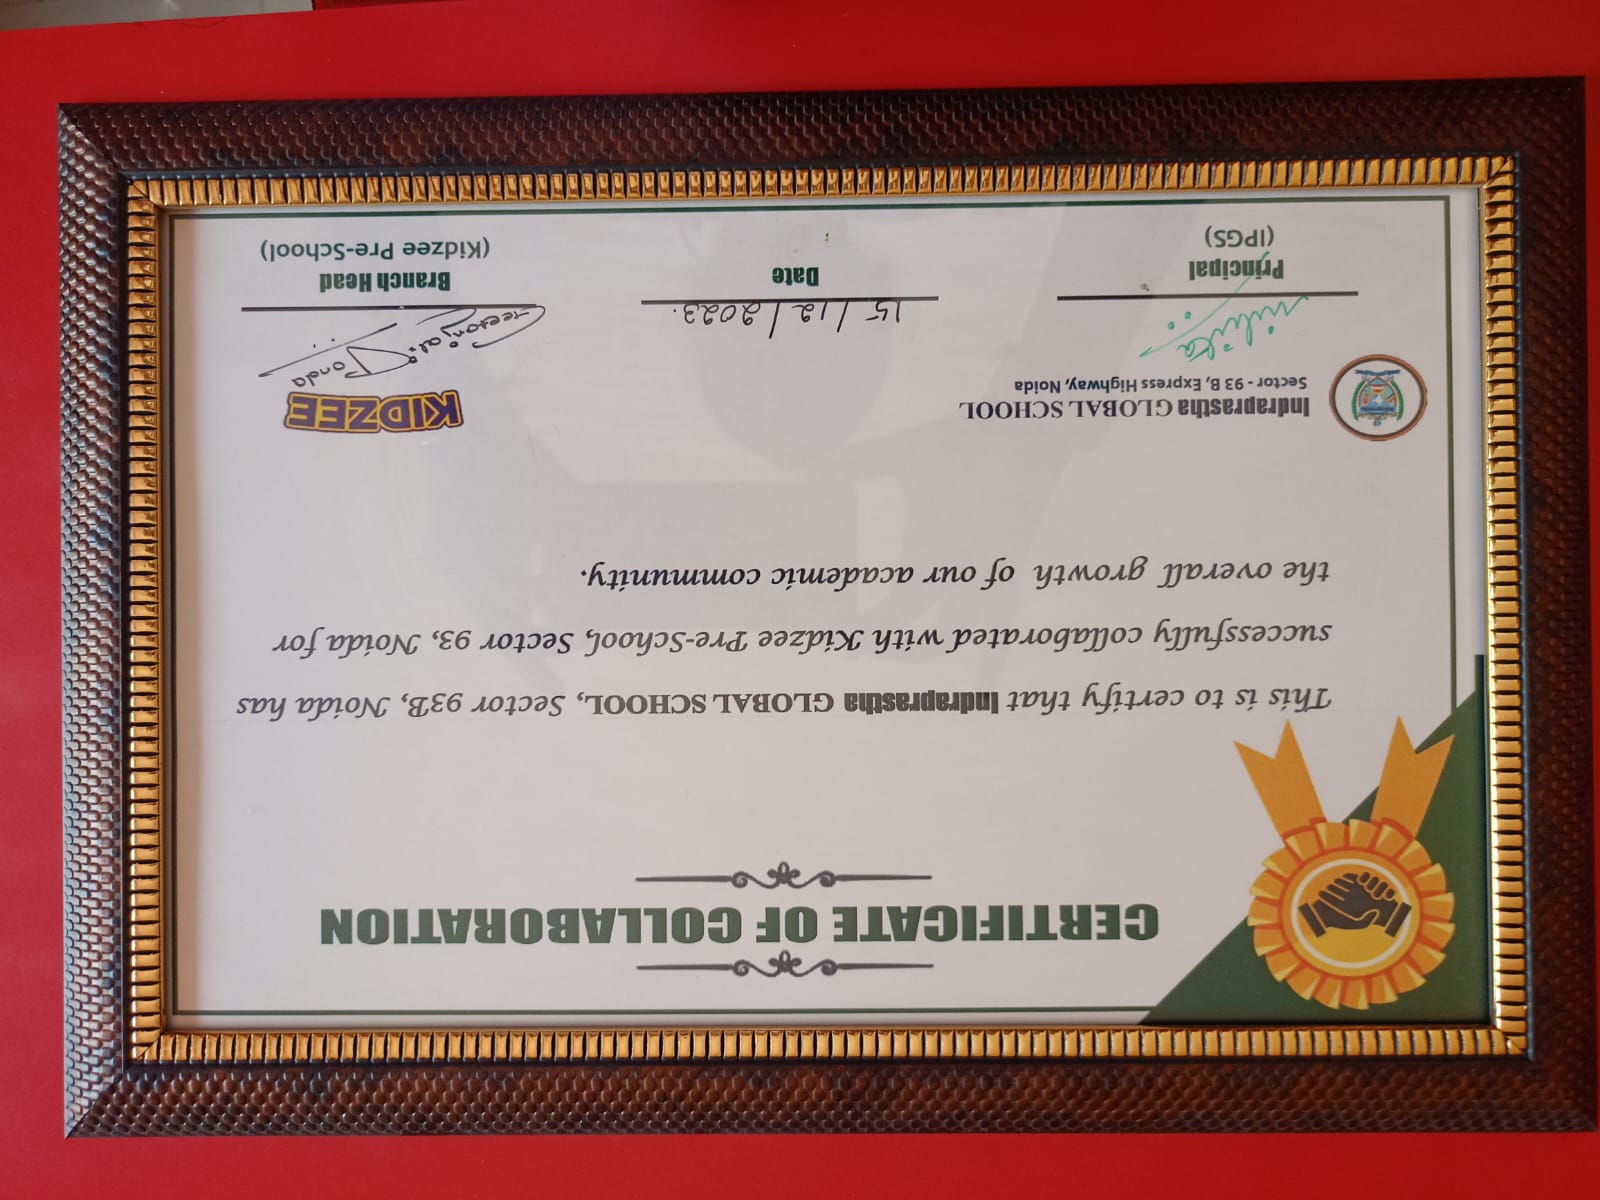 CERTIFICATE OF COLLABORATION
This is to certify that Indraprastha GLOBAL SCHOOL, Sector 93B, Noida has
successfully collaborated with Kidzee Pre-School, Sector 93, Noida for
the overall growth of our academic community.
Indraprastha GLOBAL SCHOOL
Sector - 93 B, Express Highway, Noida
KIDZEE
15/12/2023.
Geetanjali Panda
Principal
(IPGS)
Date
Branch Head
(Kidzee Pre-School)